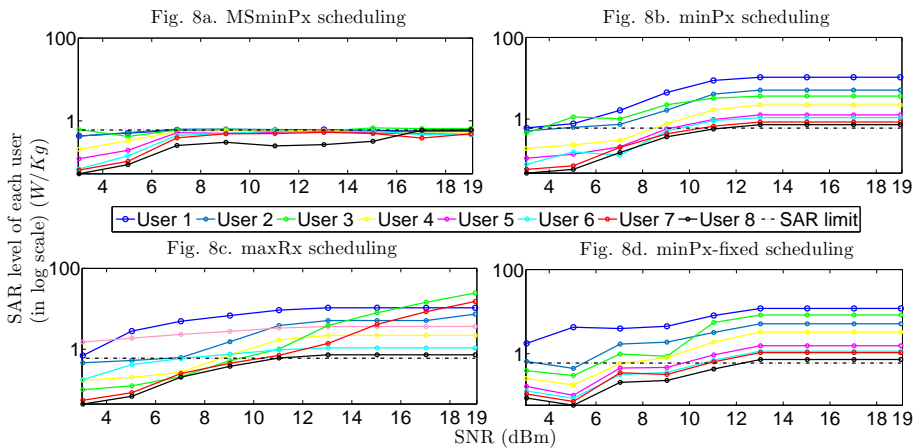 Fig. 8a. MSminPx scheduling
Fig. 8b. minPx scheduling
100
1
4 6 8 10 12 14 16 18 19
100
1
4 6 8 10 12 14 16 18 19
SAR level of each user
(in log scale) (W/Kg)
User 1 User 2 User 3 User 4 User 5 User 6 User 7 User 8 SAR limit
Fig. 8c. maxRx scheduling
Fig. 8d. minPx-fixed scheduling
100
1
4 6 8 10 12 14 16 18 19
100
1
4 6 8 10 12 14 16 18 19
SNR (dBm)